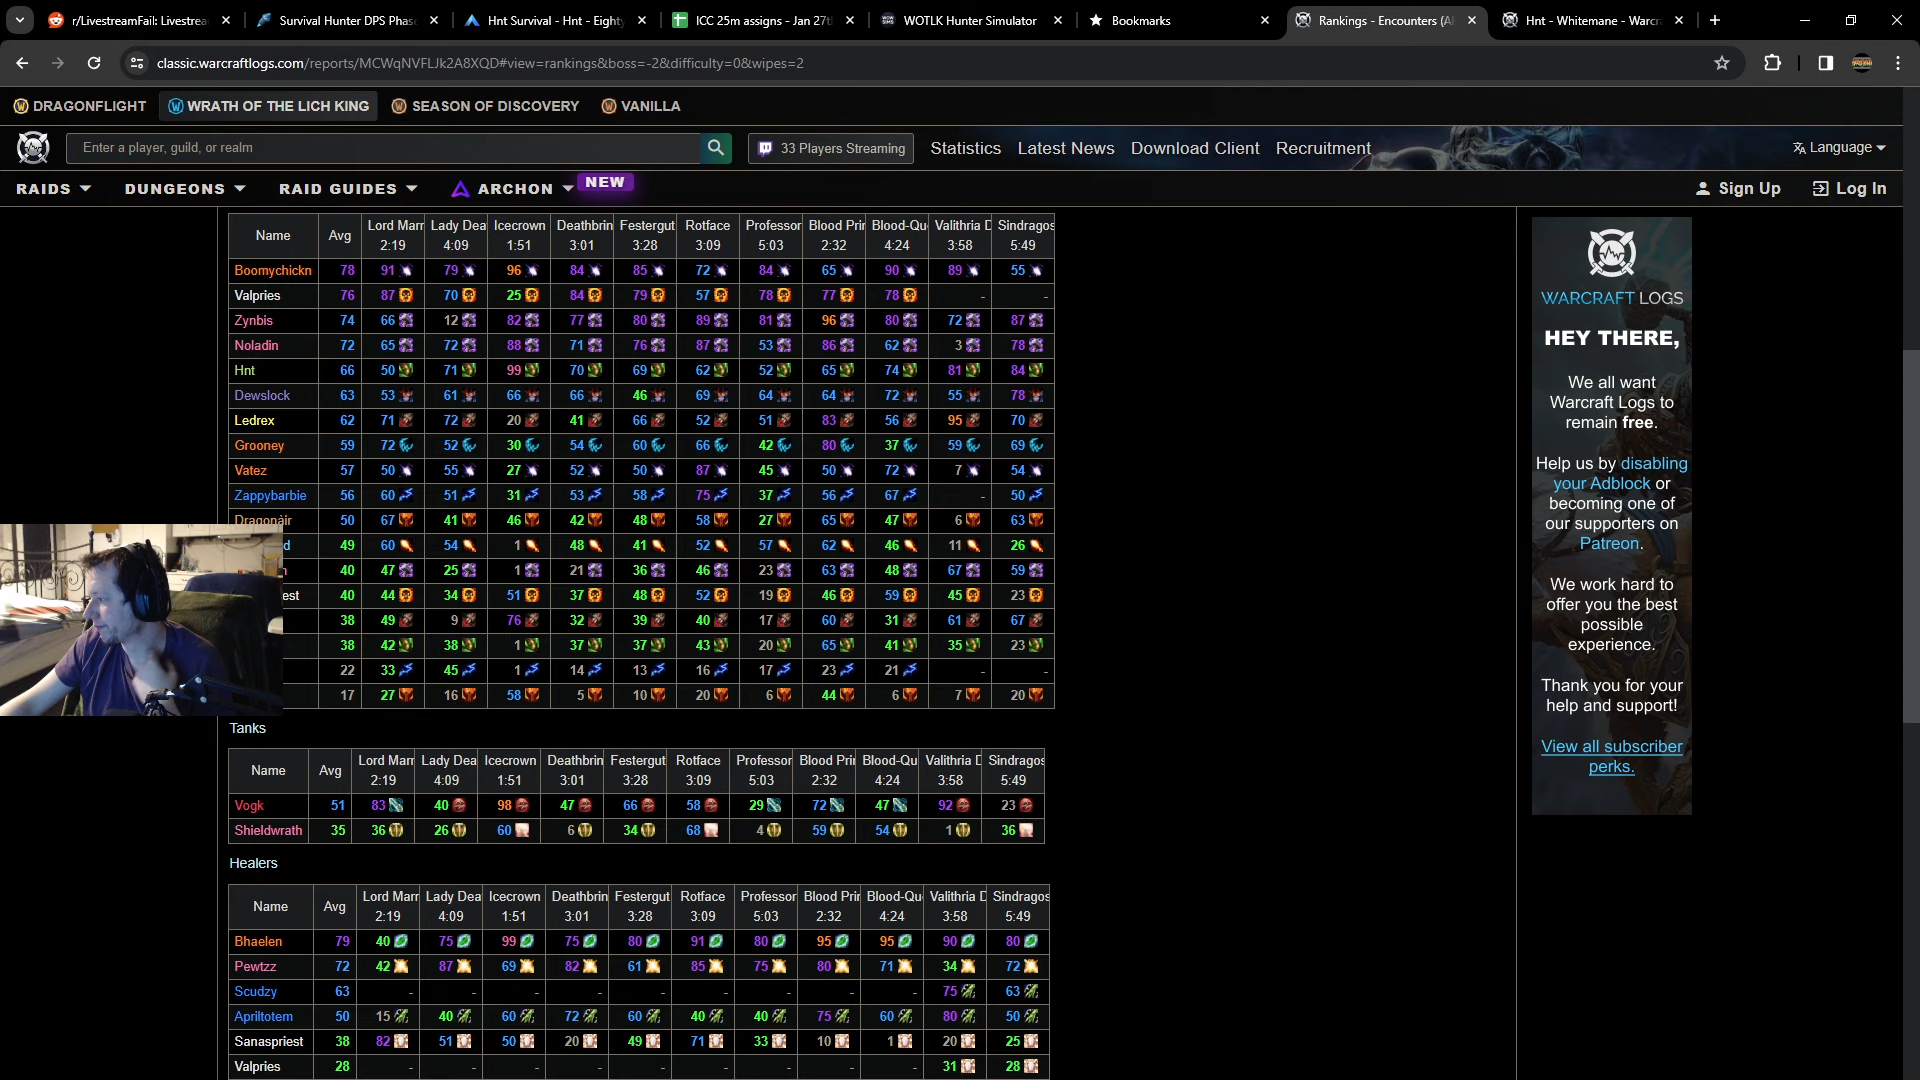 r/LivestreamFail: Livestrea
Survival Hunter DPS Phas
Hnt Survival - Hnt - Eighty
ICC 25m assigns - Jan 27t
WOTLK Hunter Simulator
Bookmarks
Rankings - Encounters (Al
Hnt - Whitemane - Warcr
classic.warcraftlogs.com/reports/MCWqNVFLJk2A8XQD#view=rankings&boss=-2&difficulty=0&wipes=2
DRAGONFLIGHT WRATH OF THE LICH KING SEASON OF DISCOVERY VANILLA
Enter a player, guild, or realm 33 Players Streaming Statistics Latest News Download Client Recruitment Language
RAIDS DUNGEONS RAID GUIDES ARCHON NEW Sign Up Log In
Name Avg Lord Marr Lady Dea Icecrown Deathbrin Festergut Rotface Professor Blood Prin Blood-Qu Valithria D Sindragos
2:19 4:09 1:51 3:01 3:28 3:09 5:03 2:32 4:24 3:58 5:49
Boomychickn 78 91 79 96 84 85 72 84 65 90 89 55
Valpries 76 87 70 25 84 79 57 78 77 78 - -
Zynbis 74 66 12 82 77 80 89 81 96 80 72 87
Noladin 72 65 72 88 71 76 87 53 86 62 3 78
Hnt 66 50 71 99 70 69 62 52 65 74 81 84
Dewslock 63 53 61 66 66 46 69 64 64 72 55 78
Ledrex 62 71 72 20 41 66 52 51 83 56 95 70
Grooney 59 72 52 30 54 60 66 42 80 37 59 69
Vatez 57 50 55 27 52 50 87 45 50 72 7 54
Zappybarbie 56 60 51 31 53 58 75 37 56 67 - 50
Dragonàir 50 67 41 46 42 48 58 27 65 47 6 63
d 49 60 54 1 48 41 52 57 62 46 11 26
40 47 25 1 21 36 46 23 63 48 67 59
est 40 44 34 51 37 48 52 19 46 59 45 23
38 49 9 76 32 39 40 17 60 31 61 67
38 42 38 1 37 37 43 20 65 41 35 23
22 33 45 1 14 13 16 17 23 21 - -
17 27 16 58 5 10 20 6 44 6 7 20
Tanks
Name Avg Lord Marr Lady Dea Icecrown Deathbrin Festergut Rotface Professor Blood Prin Blood-Qu Valithria D Sindragos
2:19 4:09 1:51 3:01 3:28 3:09 5:03 2:32 4:24 3:58 5:49
Vogk 51 83 40 98 47 66 58 29 72 47 92 23
Shieldwrath 35 36 26 60 6 34 68 4 59 54 1 36
Healers
Name Avg Lord Marr Lady Dea Icecrown Deathbrin Festergut Rotface Professor Blood Prin Blood-Qu Valithria D Sindragos
2:19 4:09 1:51 3:01 3:28 3:09 5:03 2:32 4:24 3:58 5:49
Bhaelen 79 40 75 99 75 80 91 80 95 95 90 80
Pewtzz 72 42 87 69 82 61 85 75 80 71 34 72
Scudzy 63 - - - - - - - - - 75 63
Apriltotem 50 15 40 60 72 60 40 40 75 60 80 50
Sanaspriest 38 82 51 50 20 49 71 33 10 1 20 25
Valpries 28 - - - - - - - - - 31 28
WARCRAFT LOGS
HEY THERE,
We all want
Warcraft Logs to
remain free.
Help us by disabling
your Adblock or
becoming one of
our supporters on
Patreon.
We work hard to
offer you the best
possible
experience.
Thank you for your
help and support!
View all subscriber
perks.